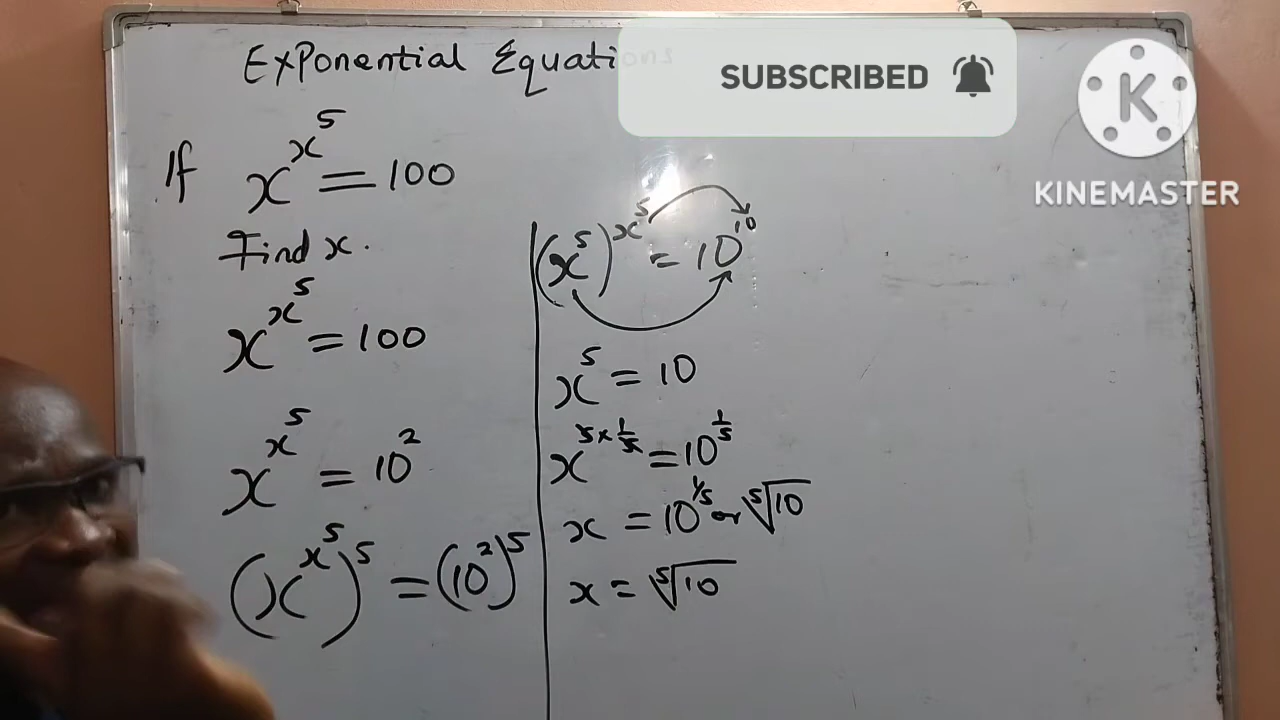 Exponential Equations
SUBSCRIBED
KINEMASTER
If x^{x^5} = 100
Find x.
x^{x^5} = 100
x^{x^5} = 10^2
(x^{x^5})^5 = (10^2)^5
(x^5)^{x^5} = 10^{10}
x^5 = 10
x^{5×1/5} = 10^{1/5}
x = 10^{1/5} or ⁵√10
x = ⁵√10